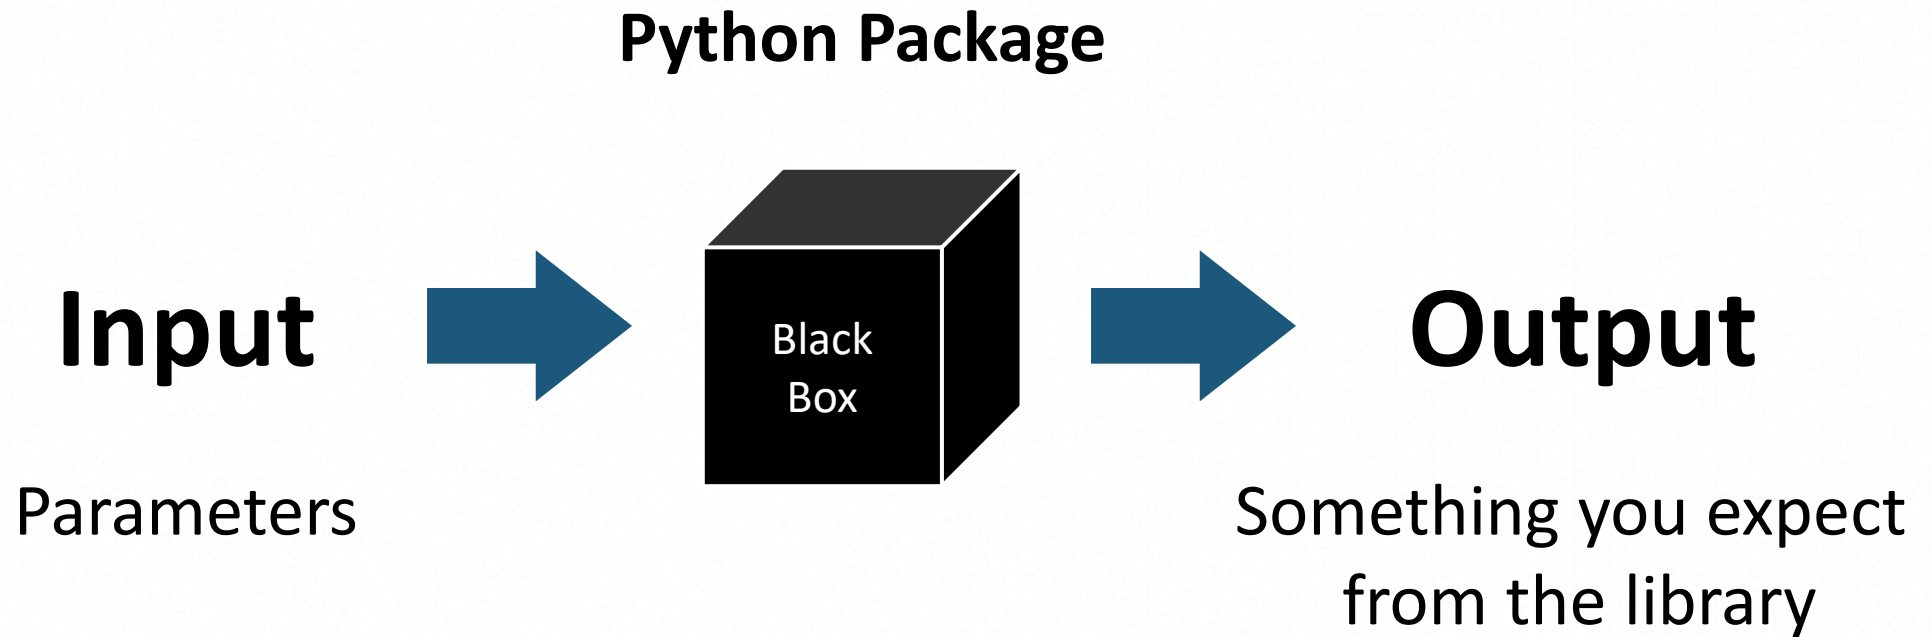 Python Package
Input
Black
Box
Output
Parameters
Something you expect
from the library